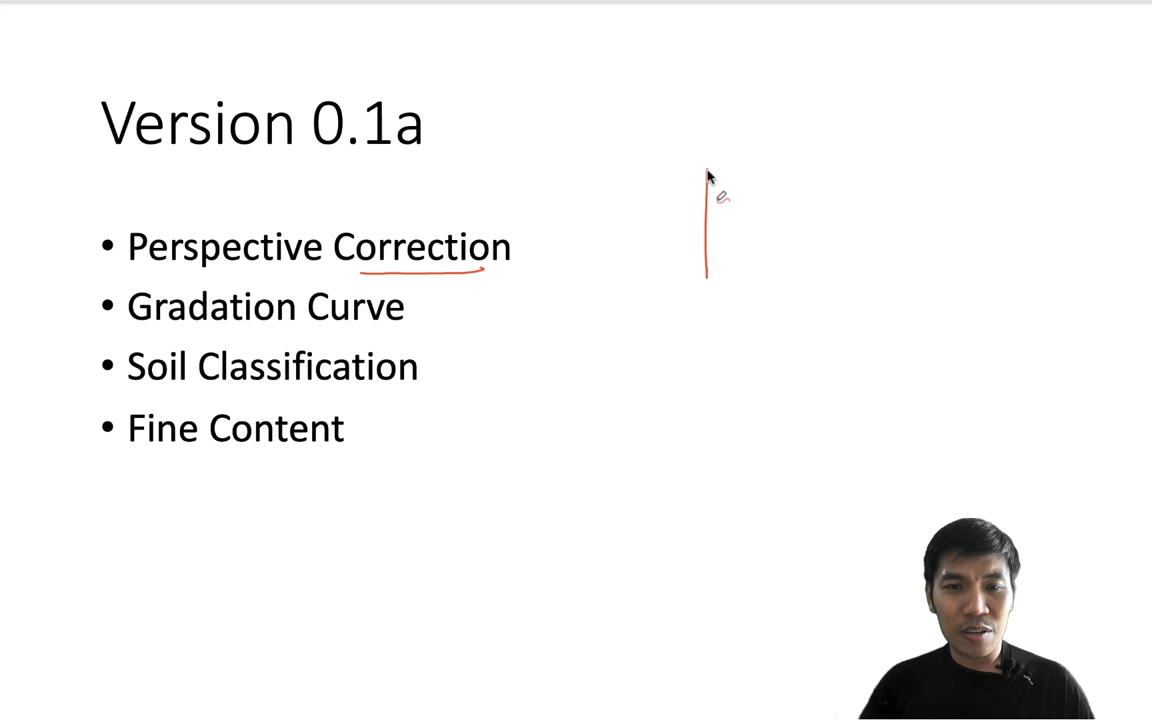 Version 0.1a
• Perspective Correction
• Gradation Curve
• Soil Classification
• Fine Content